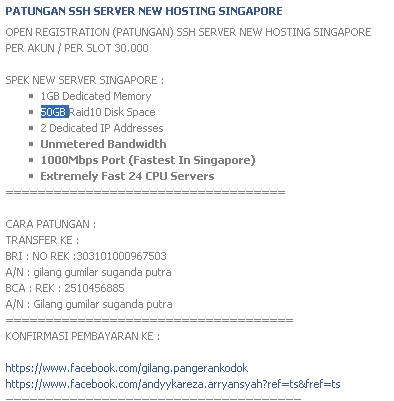 PATUNGAN SSH SERVER NEW HOSTING SINGAPORE
OPEN REGISTRATION (PATUNGAN) SSH SERVER NEW HOSTING SINGAPORE
PER AKUN / PER SLOT 30.000
SPEK NEW SERVER SINGAPORE :
1GB Dedicated Memory
50GB Raid10 Disk Space
2 Dedicated IP Addresses
Unmetered Bandwidth
1000Mbps Port (Fastest In Singapore)
Extremely Fast 24 CPU Servers
===================================
CARA PATUNGAN :
TRANSFER KE :
BRI : NO REK :303101000967503
A/N : gilang gumilar suganda putra
BCA : REK : 2510456885
A/N : Gilang gumilar suganda putra
====================================
KONFIRMASI PEMBAYARAN KE :
https://www.facebook.com/gilang.pangerankodok
https://www.facebook.com/andyykareza.arryansyah?ref=ts&fref=ts
=====================================